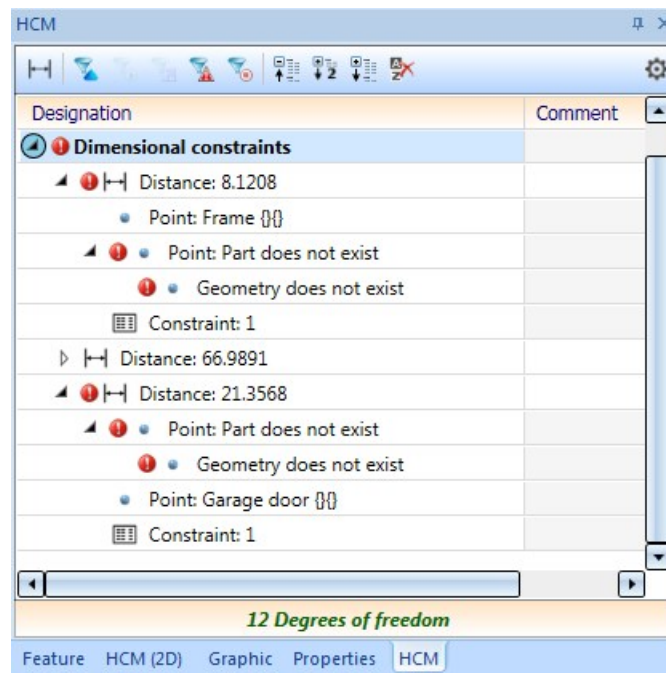 HCM
Designation Comment
Dimensional constraints
Distance: 8.1208
Point: Frame {}{}
Point: Part does not exist
Geometry does not exist
Constraint: 1
Distance: 66.9891
Distance: 21.3568
Point: Part does not exist
Geometry does not exist
Point: Garage door {}{}
Constraint: 1
12 Degrees of freedom
Feature HCM (2D) Graphic Properties HCM